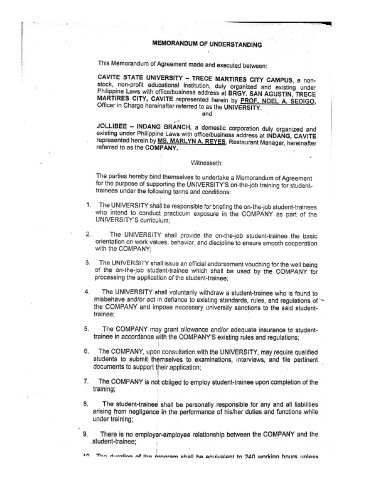 MEMORANDUM OF UNDERSTANDING
This Memorandum of Agreement made and executed between:
CAVITE STATE UNIVERSITY – TRECE MARTIRES CITY CAMPUS, a non-
stock, non-profit educational institution, duly organized and existing under
Philippine Laws with office/business address at BRGY. SAN AGUSTIN, TRECE
MARTIRES CITY, CAVITE represented herein by PROF. NOEL A. SEDIGO,
Officer in Charge hereinafter referred to as the UNIVERSITY.
and
JOLLIBEE – INDANG BRANCH, a domestic corporation duly organized and
existing under Philippine Laws with office/business address at INDANG, CAVITE
represented herein by MS. MARLYN A. REYES, Restaurant Manager, hereinafter
referred to as the COMPANY.
Witnesseth:
The parties hereby bind themselves to undertake a Memorandum of Agreement
for the purpose of supporting the UNIVERSITY'S on-the-job training for student-
trainees under the following terms and conditions:
1. The UNIVERSITY shall be responsible for briefing the on-the-job student-trainees
who intend to conduct practicum exposure in the COMPANY as part of the
UNIVERSITY'S curriculum;
2. The UNIVERSITY shall provide the on-the-job student-trainee the basic
orientation on work values, behavior, and discipline to ensure smooth cooperation
with the COMPANY;
3. The UNIVERSITY shall issue an official endorsement vouching for the well being
of the on-the-job student-trainee which shall be used by the COMPANY for
processing the application of the student-trainee;
4. The UNIVERSITY shall voluntarily withdraw a student-trainee who is found to
misbehave and/or act in defiance to existing standards, rules, and regulations of
the COMPANY and impose necessary university sanctions to the said student-
trainee;
5. The COMPANY may grant allowance and/or adequate insurance to student-
trainee in accordance with the COMPANY'S existing rules and regulations;
6. The COMPANY, upon consultation with the UNIVERSITY, may require qualified
students to submit themselves to examinations, interviews, and file pertinent
documents to support their application;
7. The COMPANY is not obliged to employ student-trainee upon completion of the
training;
8. The student-trainee shall be personally responsible for any and all liabilities
arising from negligence in the performance of his/her duties and functions while
under training;
9. There is no employer-employee relationship between the COMPANY and the
student-trainee;
10. The duration of the program shall be equivalent to 240 working hours unless